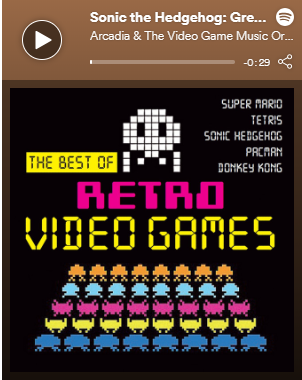 Sonic the Hedgehog: Gre...
Arcadia & The Video Game Music Or...
-0:29
SUPER MARIO
TETRIS
SONIC HEDGEHOG
PACMAN
DONKEY KONG
THE BEST OF
RETRO
VIDEO GAMES